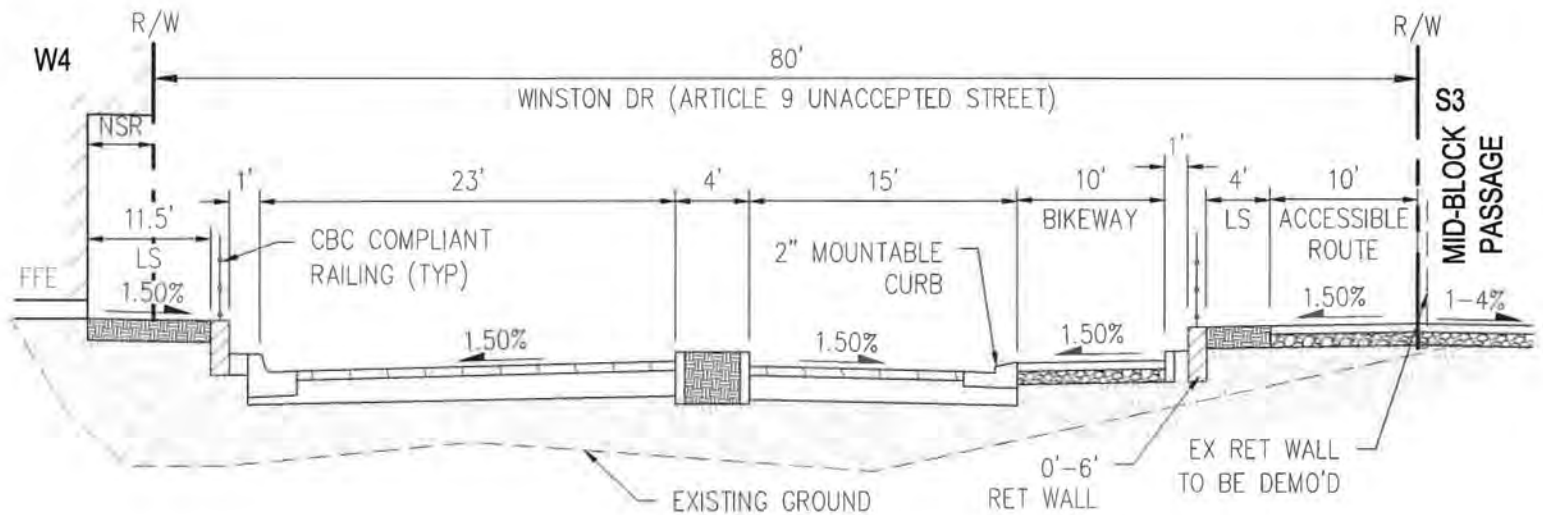 R/W
R/W
W4
80'
WINSTON DR (ARTICLE 9 UNACCEPTED STREET)
S3
MID-BLOCK
PASSAGE
NSR
1'
1'
23'
4'
15'
10'
4'
10'
BIKEWAY
LS
ACCESSIBLE
ROUTE
11.5'
LS
CBC COMPLIANT
RAILING (TYP)
2" MOUNTABLE
CURB
FFE
1.50%
1.50%
1.50%
1.50%
1.50%
1-4%
EXISTING GROUND
0'-6'
RET WALL
EX RET WALL
TO BE DEMO'D